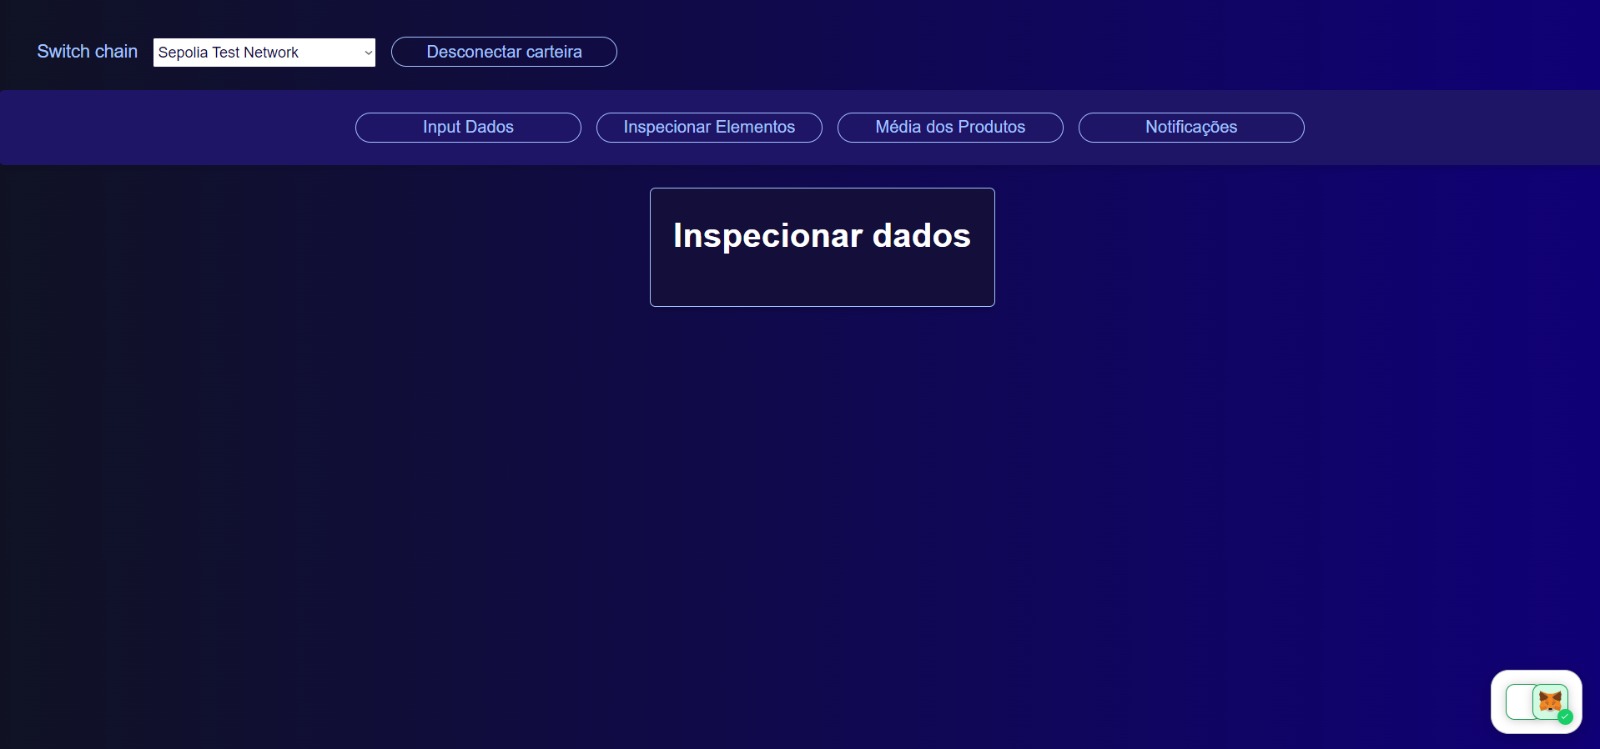 Switch chain Sepolia Test Network Desconectar carteira
Input Dados Inspecionar Elementos Média dos Produtos Notificações
Inspecionar dados